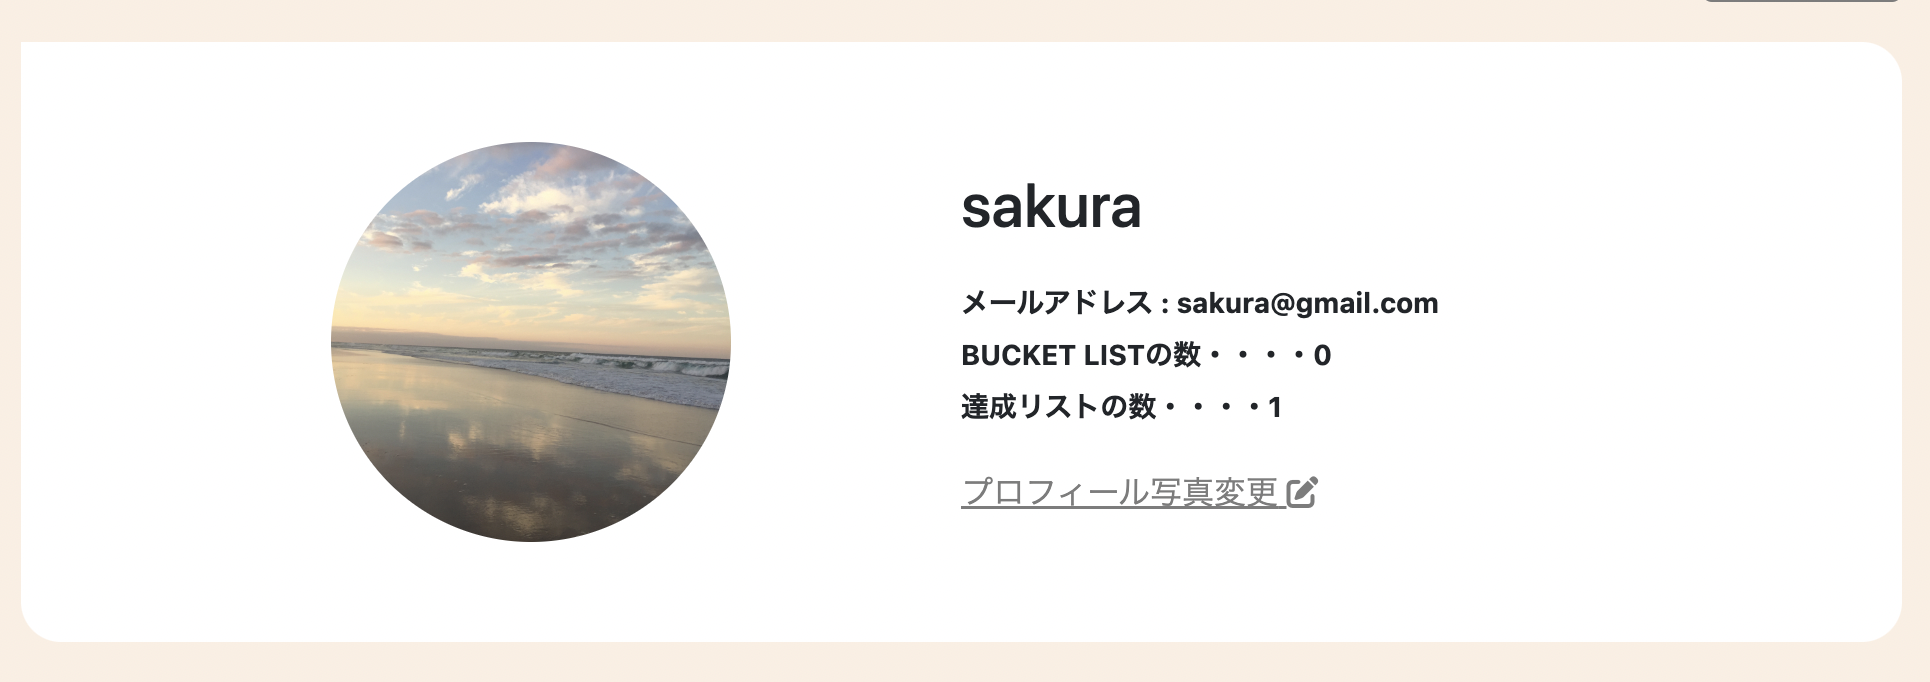 sakura
メールアドレス : sakura@gmail.com
BUCKET LISTの数・・・・0
達成リストの数・・・・1
プロフィール写真変更